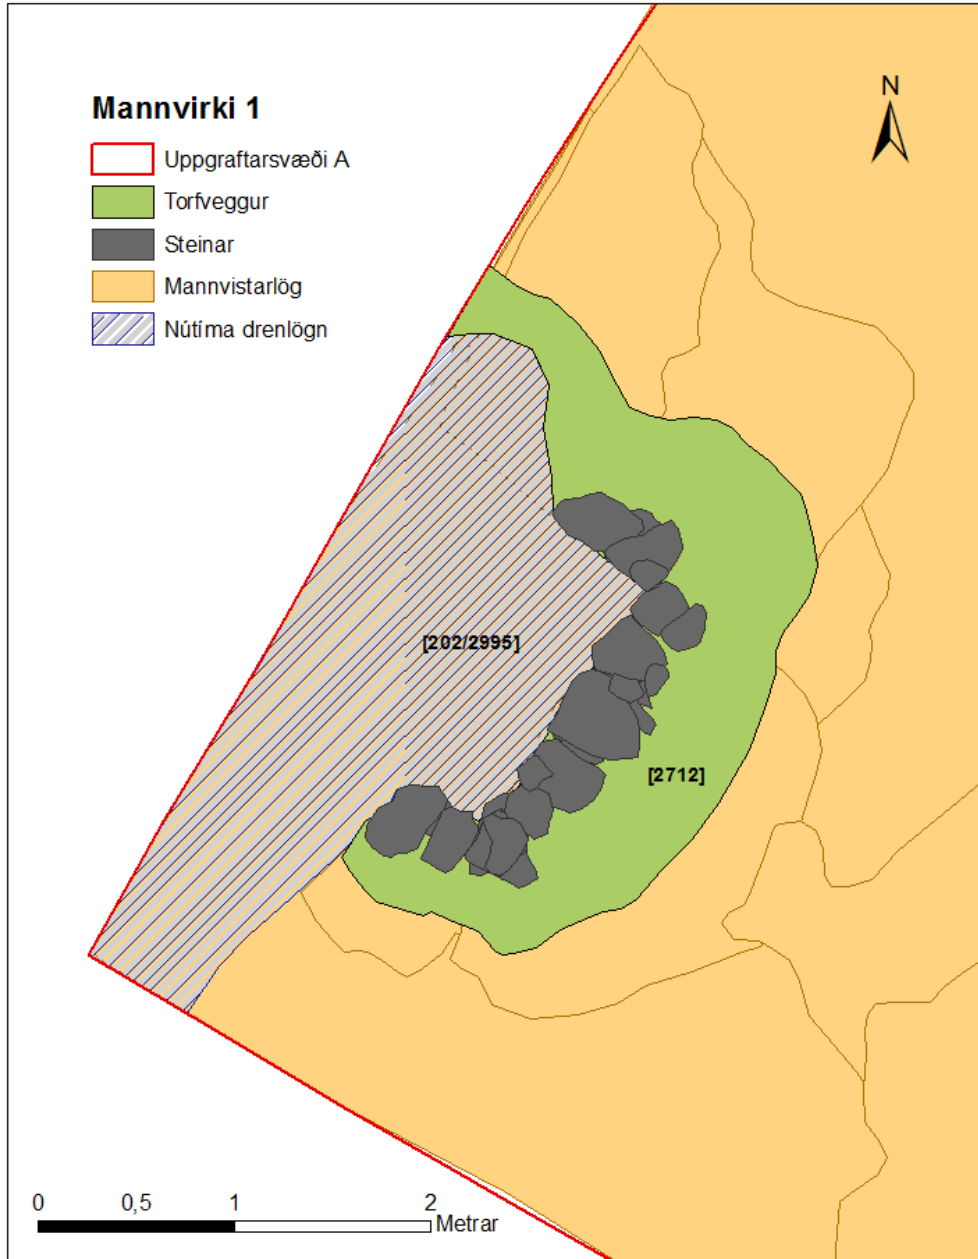 Mannvirki 1
Uppgraftarsvæði A
Torfveggur
Steinar
Mannvistarlög
Nútíma drenlögn
N
[202/2995]
[2712]
0 0,5 1 2
Metrar